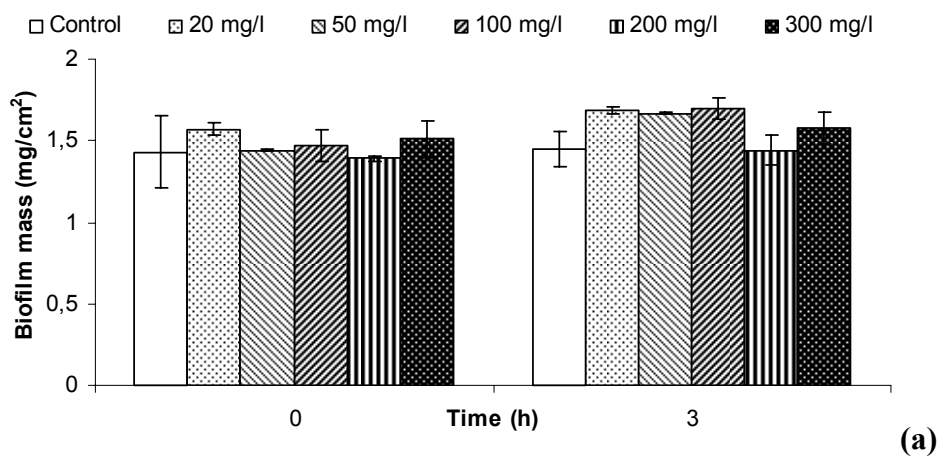 Control 20 mg/l 50 mg/l 100 mg/l 200 mg/l 300 mg/l
2
1.5
1
0,5
0
Biofilm mass (mg/cm²)
0 Time (h) 3
(a)